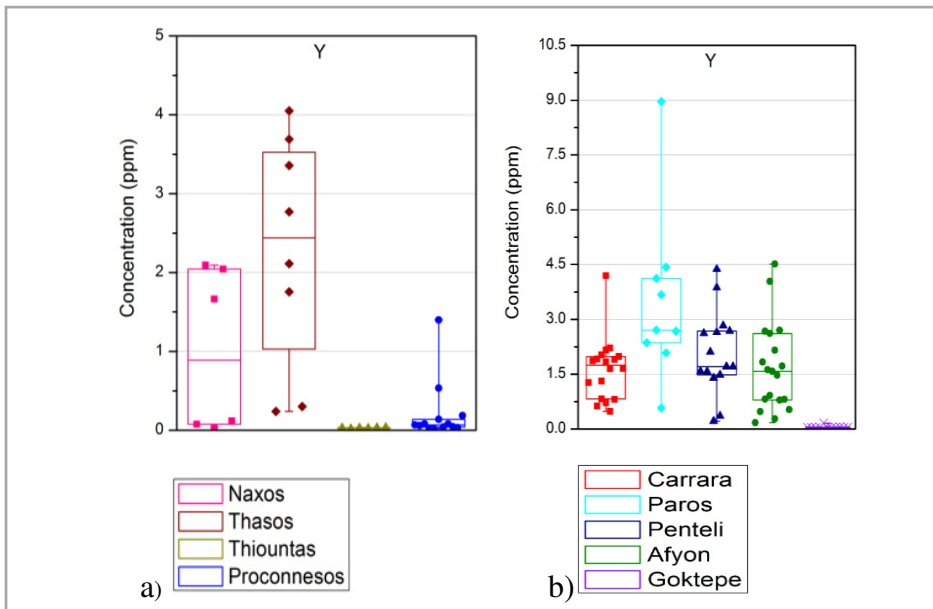 Y
Concentration (ppm)
5
4
3
2
1
0
Naxos
Thasos
Thiountas
Proconnesos
a)
Y
Concentration (ppm)
10.5
9.0
7.5
6.0
4.5
3.0
1.5
0.0
Carrara
Paros
Penteli
Afyon
Goktepe
b)